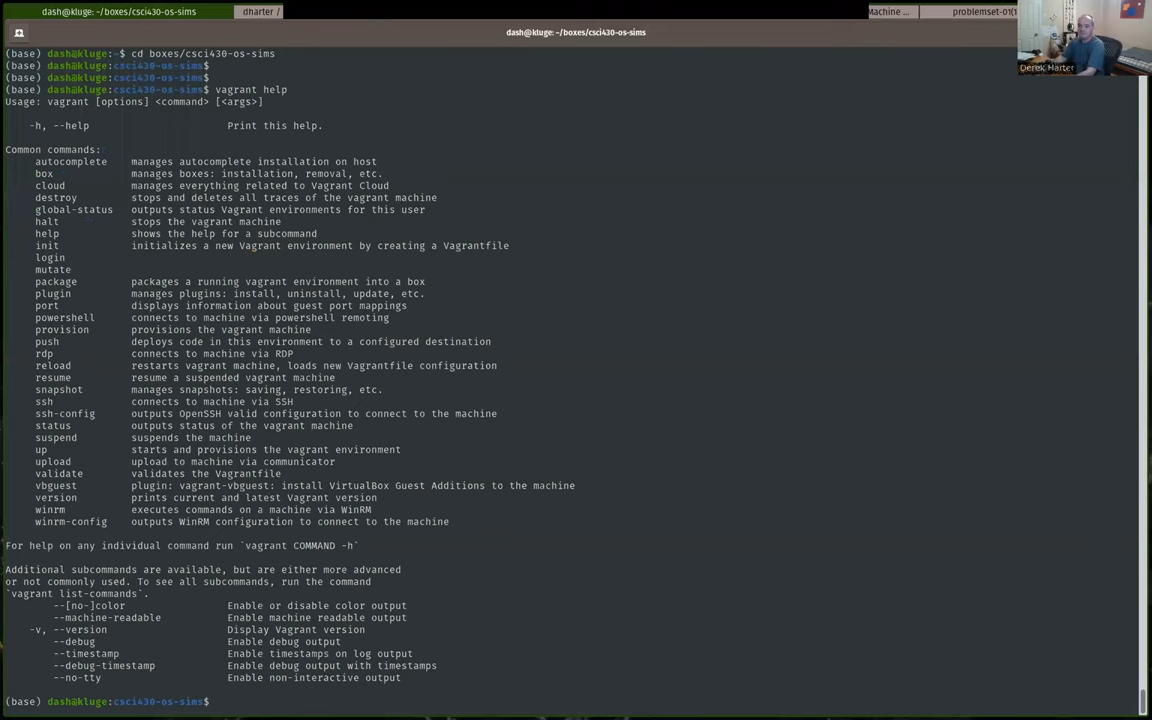 dash@kluge: ~/boxes/csci430-os-sims
dharter /
Machine ...
problemset-01(1
dash@kluge: ~/boxes/csci430-os-sims
Derek Harter
(base) dash@kluge:~$ cd boxes/csci430-os-sims
(base) dash@kluge:csci430-os-sims$
(base) dash@kluge:csci430-os-sims$
(base) dash@kluge:csci430-os-sims$ vagrant help
Usage: vagrant [options] <command> [<args>]
-h, --help Print this help.
Common commands:
autocomplete manages autocomplete installation on host
box manages boxes: installation, removal, etc.
cloud manages everything related to Vagrant Cloud
destroy stops and deletes all traces of the vagrant machine
global-status outputs status Vagrant environments for this user
halt stops the vagrant machine
help shows the help for a subcommand
init initializes a new Vagrant environment by creating a Vagrantfile
login
mutate
package packages a running vagrant environment into a box
plugin manages plugins: install, uninstall, update, etc.
port displays information about guest port mappings
powershell connects to machine via powershell remoting
provision provisions the vagrant machine
push deploys code in this environment to a configured destination
rdp connects to machine via RDP
reload restarts vagrant machine, loads new Vagrantfile configuration
resume resume a suspended vagrant machine
snapshot manages snapshots: saving, restoring, etc.
ssh connects to machine via SSH
ssh-config outputs OpenSSH valid configuration to connect to the machine
status outputs status of the vagrant machine
suspend suspends the machine
up starts and provisions the vagrant environment
upload upload to machine via communicator
validate validates the Vagrantfile
vbguest plugin: vagrant-vbguest: install VirtualBox Guest Additions to the machine
version prints current and latest Vagrant version
winrm executes commands on a machine via WinRM
winrm-config outputs WinRM configuration to connect to the machine
For help on any individual command run `vagrant COMMAND -h`
Additional subcommands are available, but are either more advanced
or not commonly used. To see all subcommands, run the command
`vagrant list-commands`.
--[no-]color Enable or disable color output
--machine-readable Enable machine readable output
-v, --version Display Vagrant version
--debug Enable debug output
--timestamp Enable timestamps on log output
--debug-timestamp Enable debug output with timestamps
--no-tty Enable non-interactive output
(base) dash@kluge:csci430-os-sims$